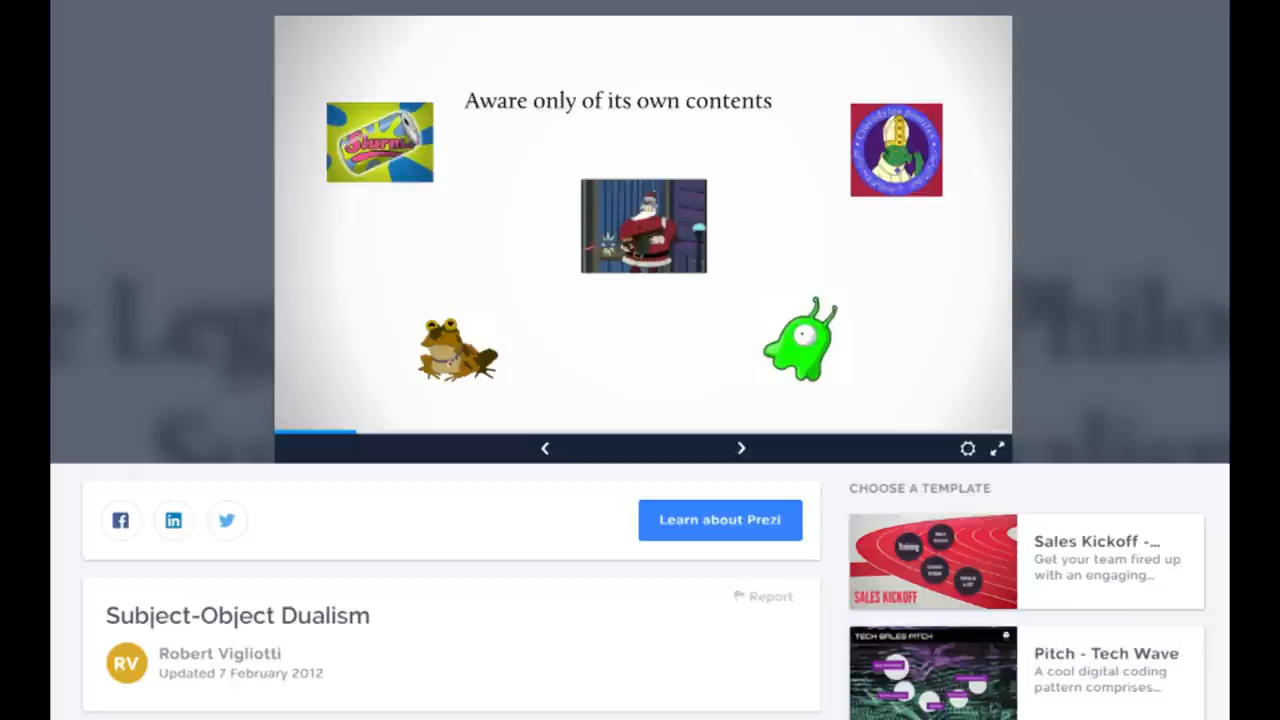 Aware only of its own contents
Slurm
Learn about Prezi
Report
Subject-Object Dualism
RV
Robert Vigliotti
Updated 7 February 2012
CHOOSE A TEMPLATE
Training
SALES KICKOFF
Sales Kickoff -...
Get your team fired up
with an engaging...
TECH SALES PITCH
Pitch - Tech Wave
A cool digital coding
pattern comprises...